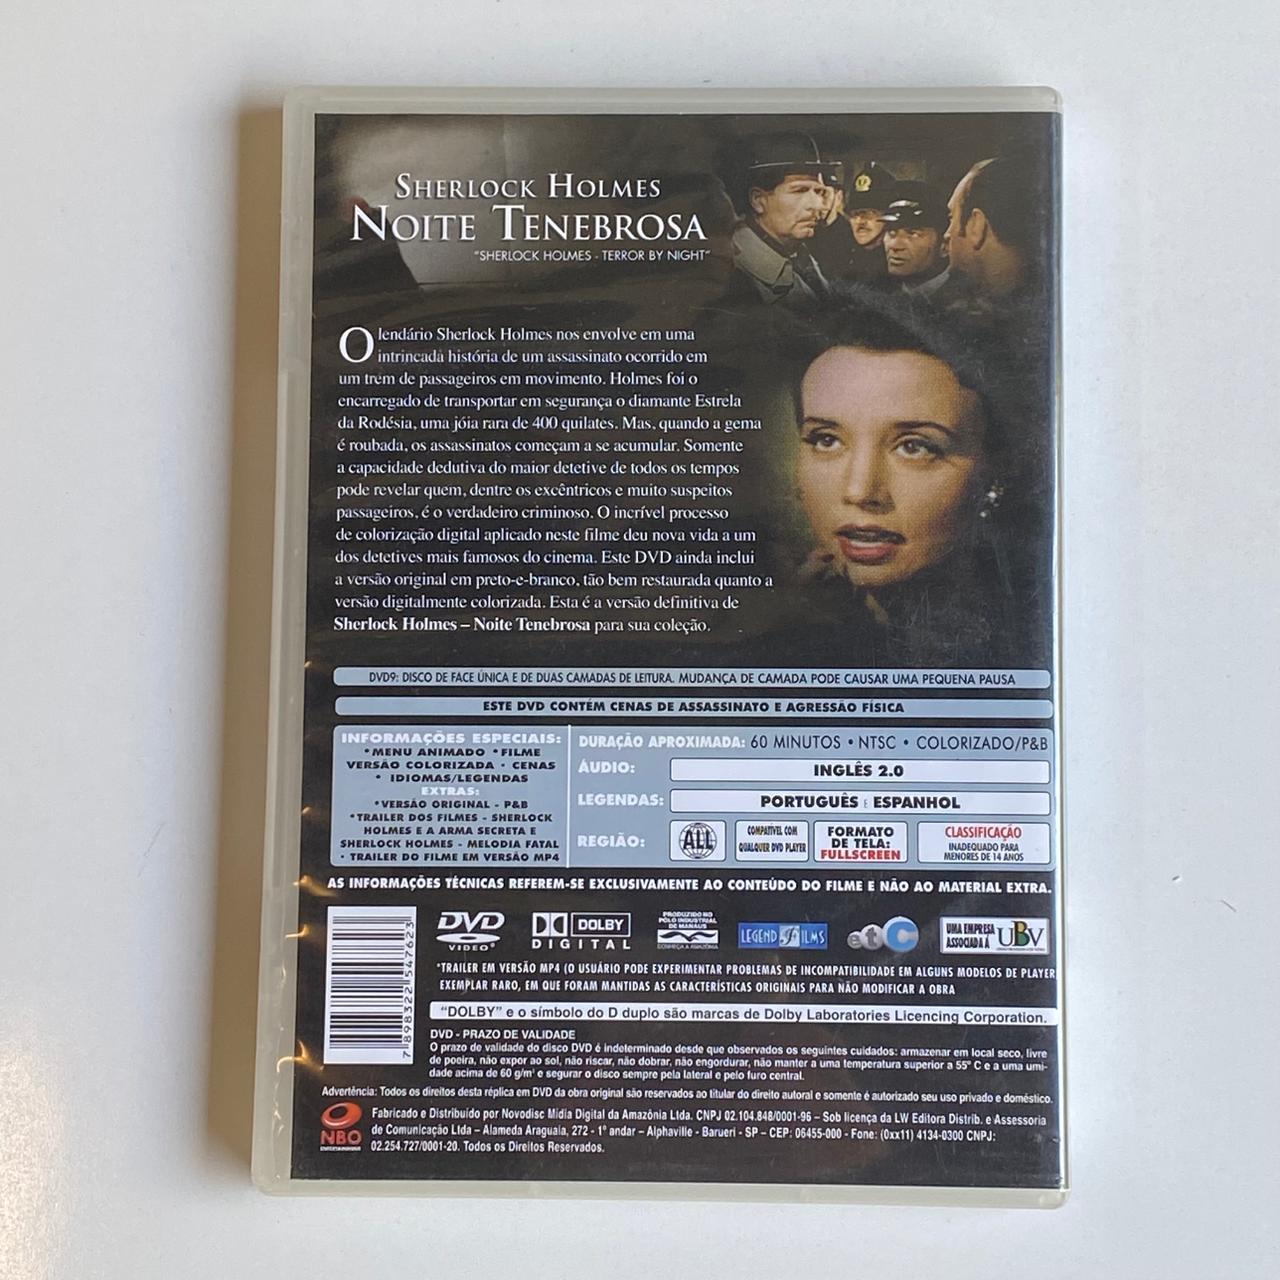 SHERLOCK HOLMES
NOITE TENEBROSA
"SHERLOCK HOLMES - TERROR BY NIGHT"
O lendário Sherlock Holmes nos envolve em uma
intrincada história de um assassinato ocorrido em
um trem de passageiros em movimento. Holmes foi o
encarregado de transportar em segurança o diamante Estrela
da Rodésia, uma jóia rara de 400 quilates. Mas, quando a gema
é roubada, os assassinatos começam a se acumular. Somente
a capacidade dedutiva do maior detetive de todos os tempos
pode revelar quem, dentre os excêntricos e muito suspeitos
passageiros, é o verdadeiro criminoso. O incrível processo
de colorização digital aplicado neste filme deu nova vida a um
dos detetives mais famosos do cinema. Este DVD ainda inclui
a versão original em preto-e-branco, tão bem restaurada quanto a
versão digitalmente colorizada. Esta é a versão definitiva de
Sherlock Holmes – Noite Tenebrosa para sua coleção.
DVD9: DISCO DE FACE ÚNICA E DE DUAS CAMADAS DE LEITURA. MUDANÇA DE CAMADA PODE CAUSAR UMA PEQUENA PAUSA
ESTE DVD CONTÉM CENAS DE ASSASSINATO E AGRESSÃO FÍSICA
INFORMAÇÕES ESPECIAIS:
• MENU ANIMADO • FILME
VERSÃO COLORIZADA • CENAS
• IDIOMAS/LEGENDAS
EXTRAS:
• VERSÃO ORIGINAL - P&B
• TRAILER DOS FILMES - SHERLOCK
HOLMES E A ARMA SECRETA E
SHERLOCK HOLMES - MELODIA FATAL
• TRAILER DO FILME EM VERSÃO MP4
DURAÇÃO APROXIMADA: 60 MINUTOS • NTSC • COLORIZADO/P&B
ÁUDIO: INGLÊS 2.0
LEGENDAS: PORTUGUÊS E ESPANHOL
REGIÃO:
ALL
COMPATÍVEL COM
QUALQUER DVD PLAYER
FORMATO
DE TELA:
FULLSCREEN
CLASSIFICAÇÃO
INADEQUADO PARA
MENORES DE 14 ANOS
AS INFORMAÇÕES TÉCNICAS REFEREM-SE EXCLUSIVAMENTE AO CONTEÚDO DO FILME E NÃO AO MATERIAL EXTRA.
7 898322 547623
DVD
VIDEO
DOLBY
DIGITAL
PRODUZIDO NO
PÓLO INDUSTRIAL
DE MANAUS
CONHEÇA A AMAZÔNIA
LEGEND FILMS
etc
UMA EMPRESA
ASSOCIADA À
UBV
*TRAILER EM VERSÃO MP4 (O USUÁRIO PODE EXPERIMENTAR PROBLEMAS DE INCOMPATIBILIDADE EM ALGUNS MODELOS DE PLAYER
EXEMPLAR RARO, EM QUE FORAM MANTIDAS AS CARACTERÍSTICAS ORIGINAIS PARA NÃO MODIFICAR A OBRA
"DOLBY" e o símbolo do D duplo são marcas de Dolby Laboratories Licencing Corporation.
DVD - PRAZO DE VALIDADE
O prazo de validade do disco DVD é indeterminado desde que observados os seguintes cuidados: armazenar em local seco, livre
de poeira, não expor ao sol, não riscar, não dobrar, não engordurar, não manter a uma temperatura superior a 55º C e a uma umi-
dade acima de 60 g/m³ e segurar o disco sempre pela lateral e pelo furo central.
Advertência: Todos os direitos desta réplica em DVD da obra original são reservados ao titular do direito autoral e somente é autorizado seu uso privado e doméstico.
NBO
ENTERTAINMENT
Fabricado e Distribuído por Novodisc Mídia Digital da Amazônia Ltda. CNPJ 02.104.848/0001-96 – Sob licença da LW Editora Distrib. e Assessoria
de Comunicação Ltda – Alameda Araguaia, 272 - 1º andar – Alphaville - Barueri - SP – CEP: 06455-000 - Fone: (0xx11) 4134-0300 CNPJ:
02.254.727/0001-20. Todos os Direitos Reservados.